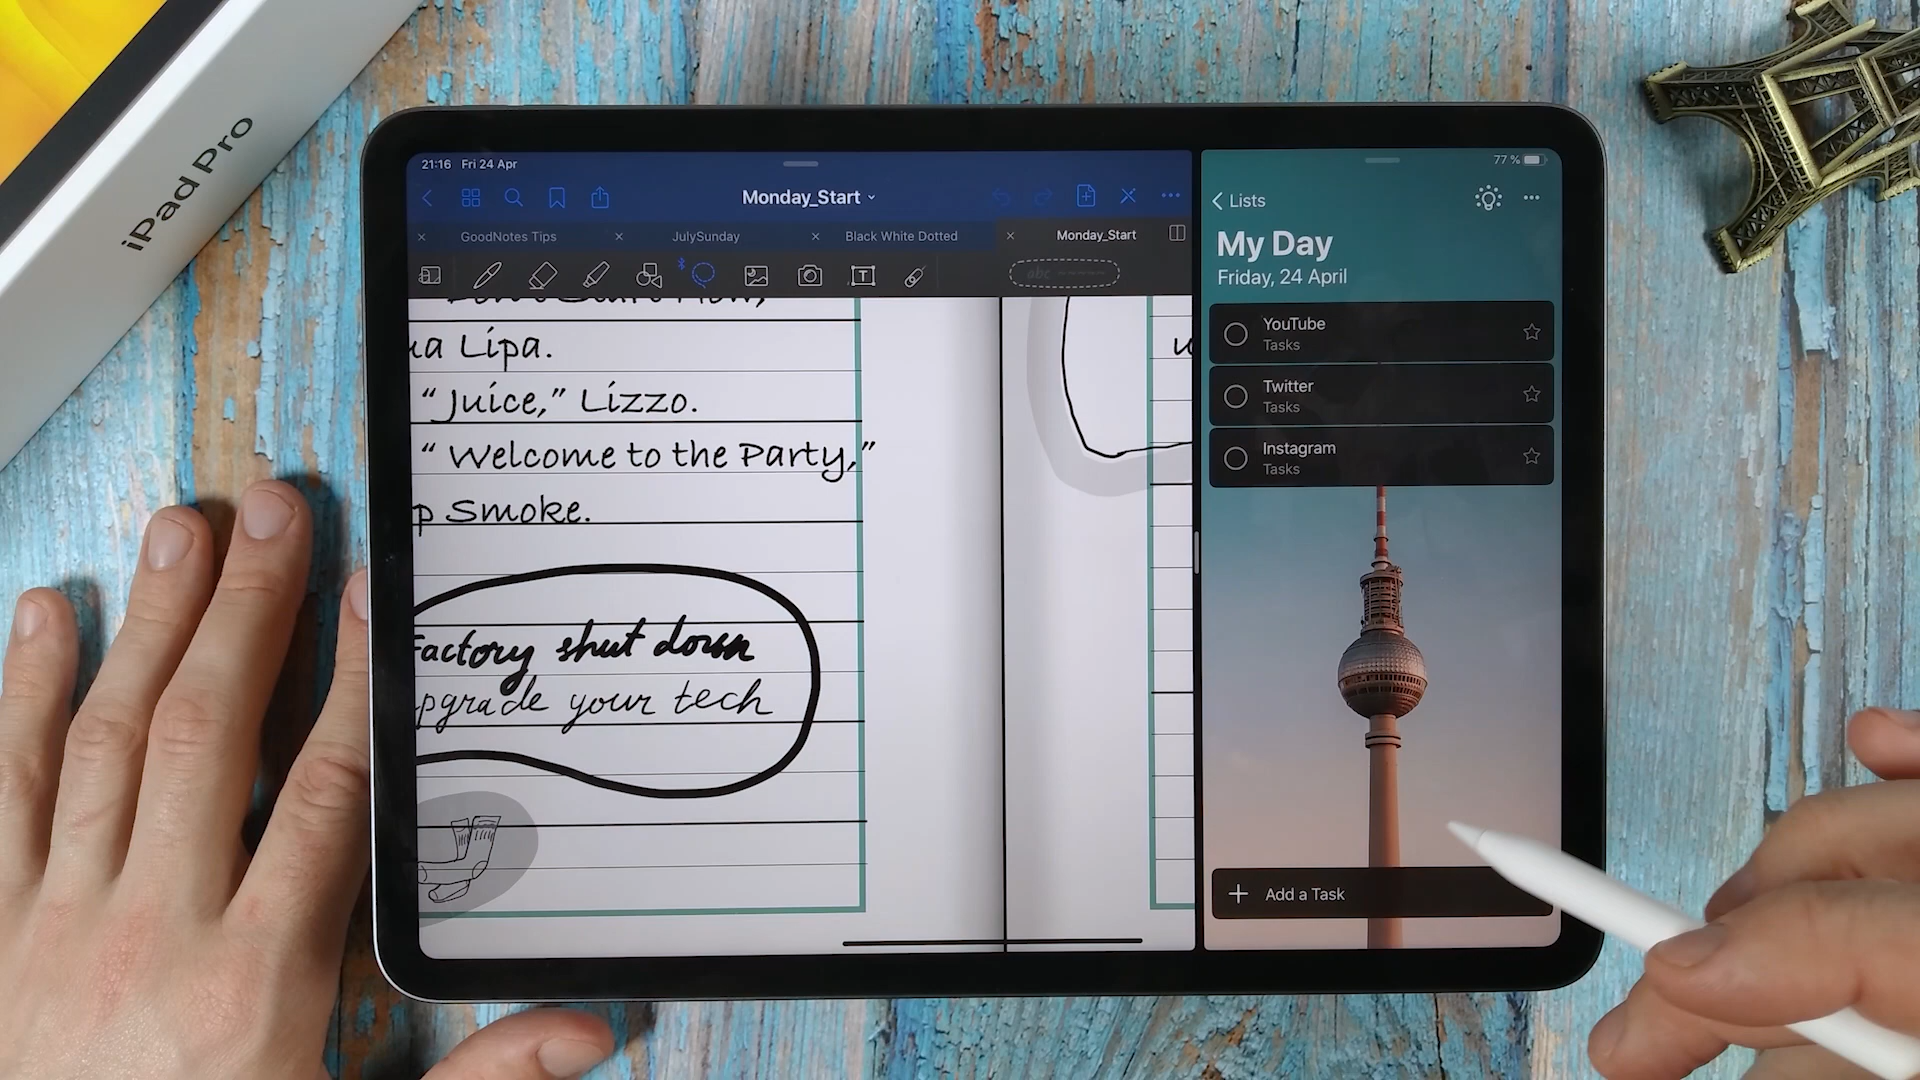 iPad Pro
21:16 Fri 24 Apr
Monday_Start
GoodNotes Tips
JulySunday
Black White Dotted
Monday_Start
abc
T
Lipa.
"Juice," Lizzo.
"Welcome to the Party,"
Smoke.
Factory shut down
pgrade your tech
77 %
Lists
My Day
Friday, 24 April
YouTube
Tasks
Twitter
Tasks
Instagram
Tasks
Add a Task